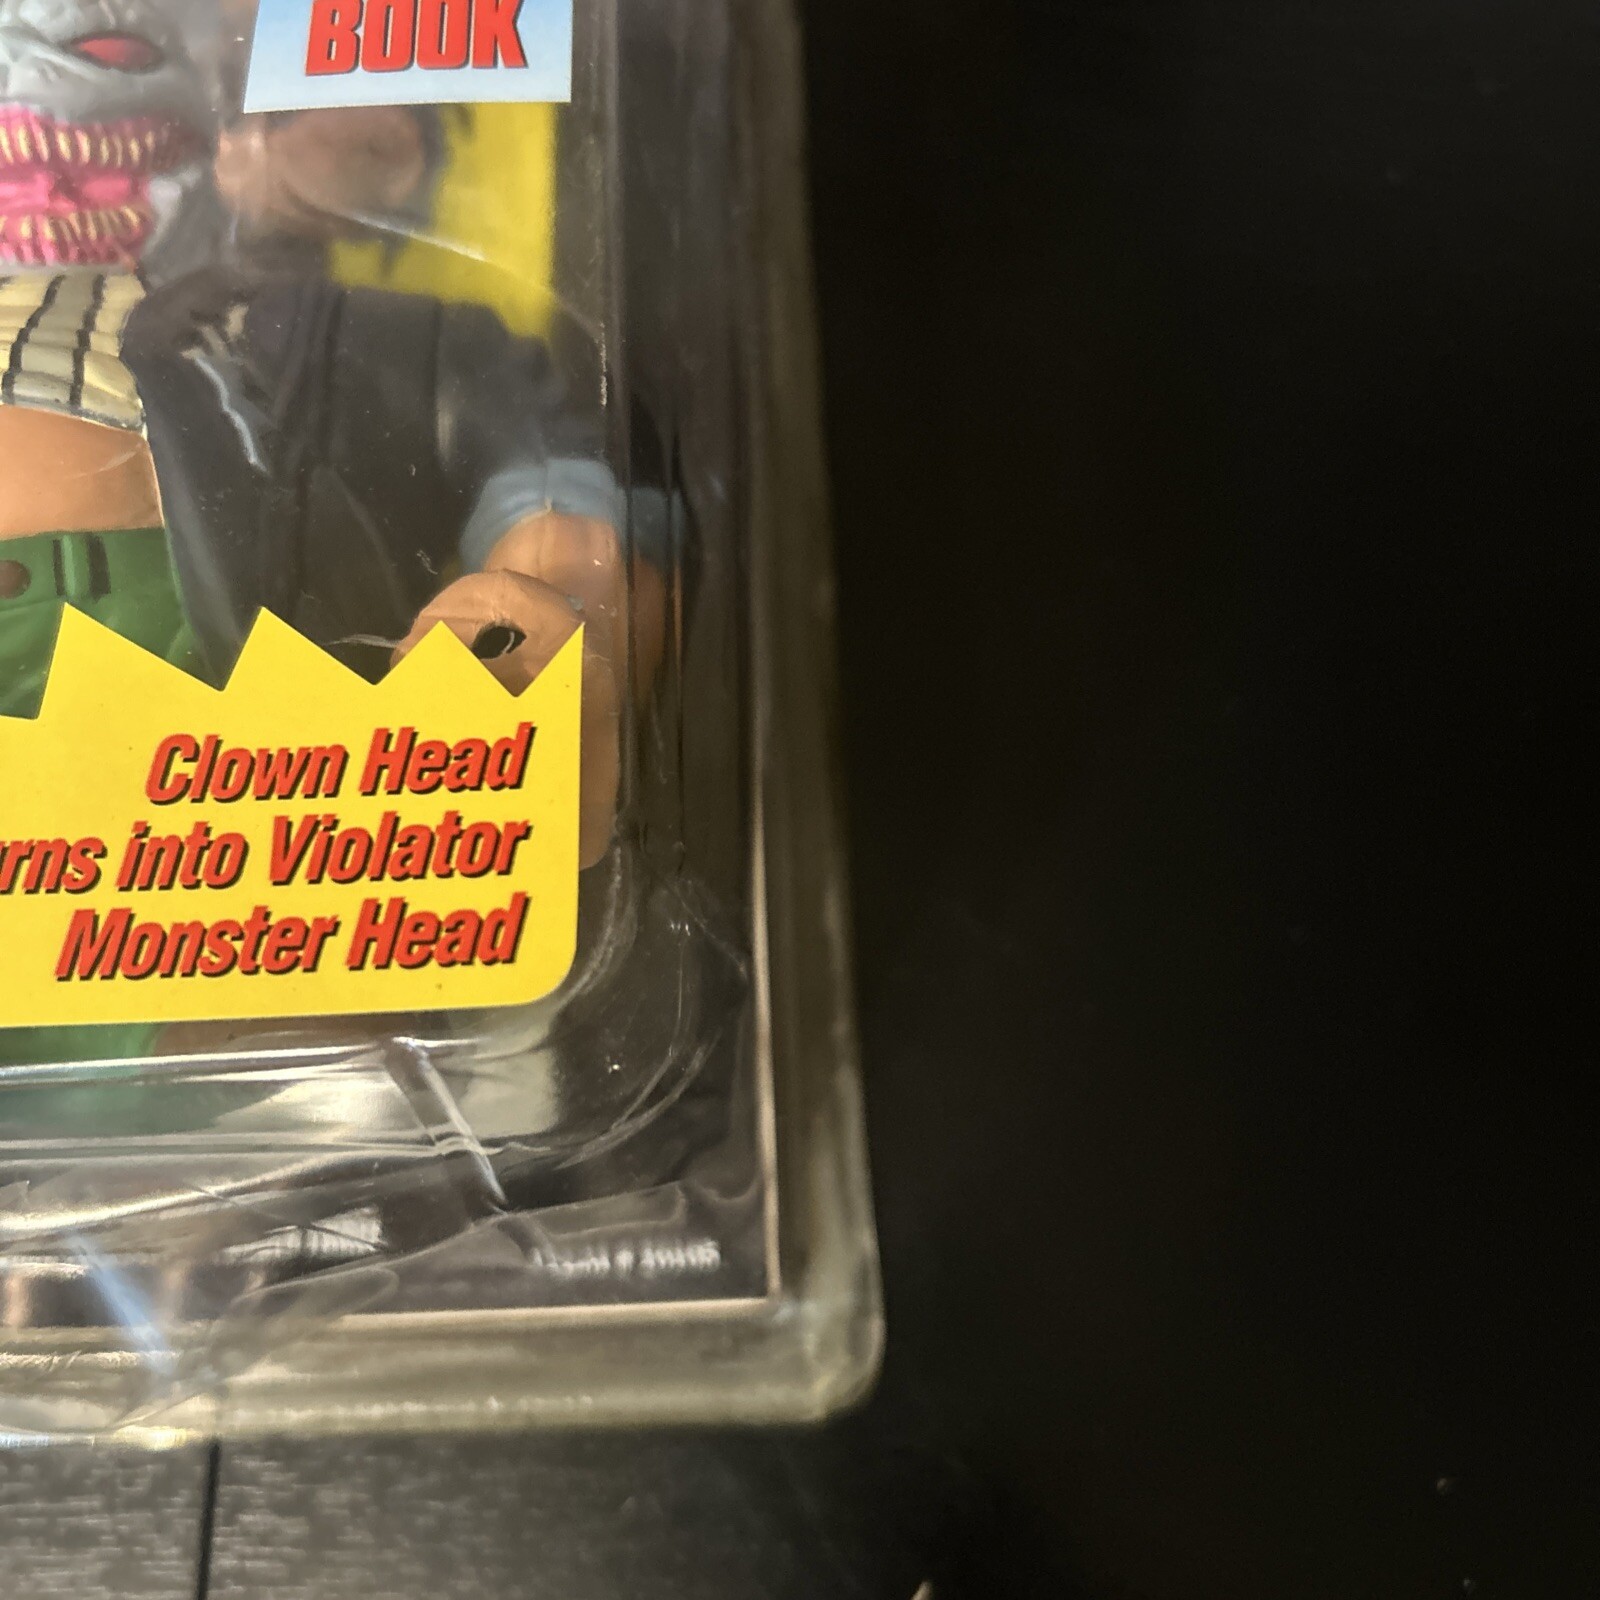 BOOK
Clown Head
rns into Violator
Monster Head